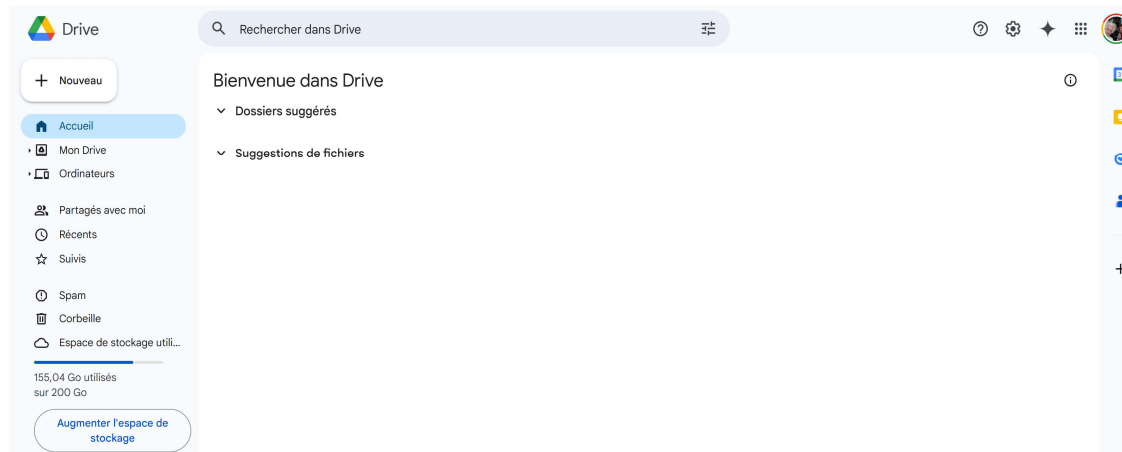 Drive
Rechercher dans Drive
Nouveau
Bienvenue dans Drive
Dossiers suggérés
Accueil
Mon Drive
Suggestions de fichiers
Ordinateurs
Partagés avec moi
Récents
Suivis
Spam
Corbeille
Espace de stockage utili...
155,04 Go utilisés
sur 200 Go
Augmenter l'espace de
stockage